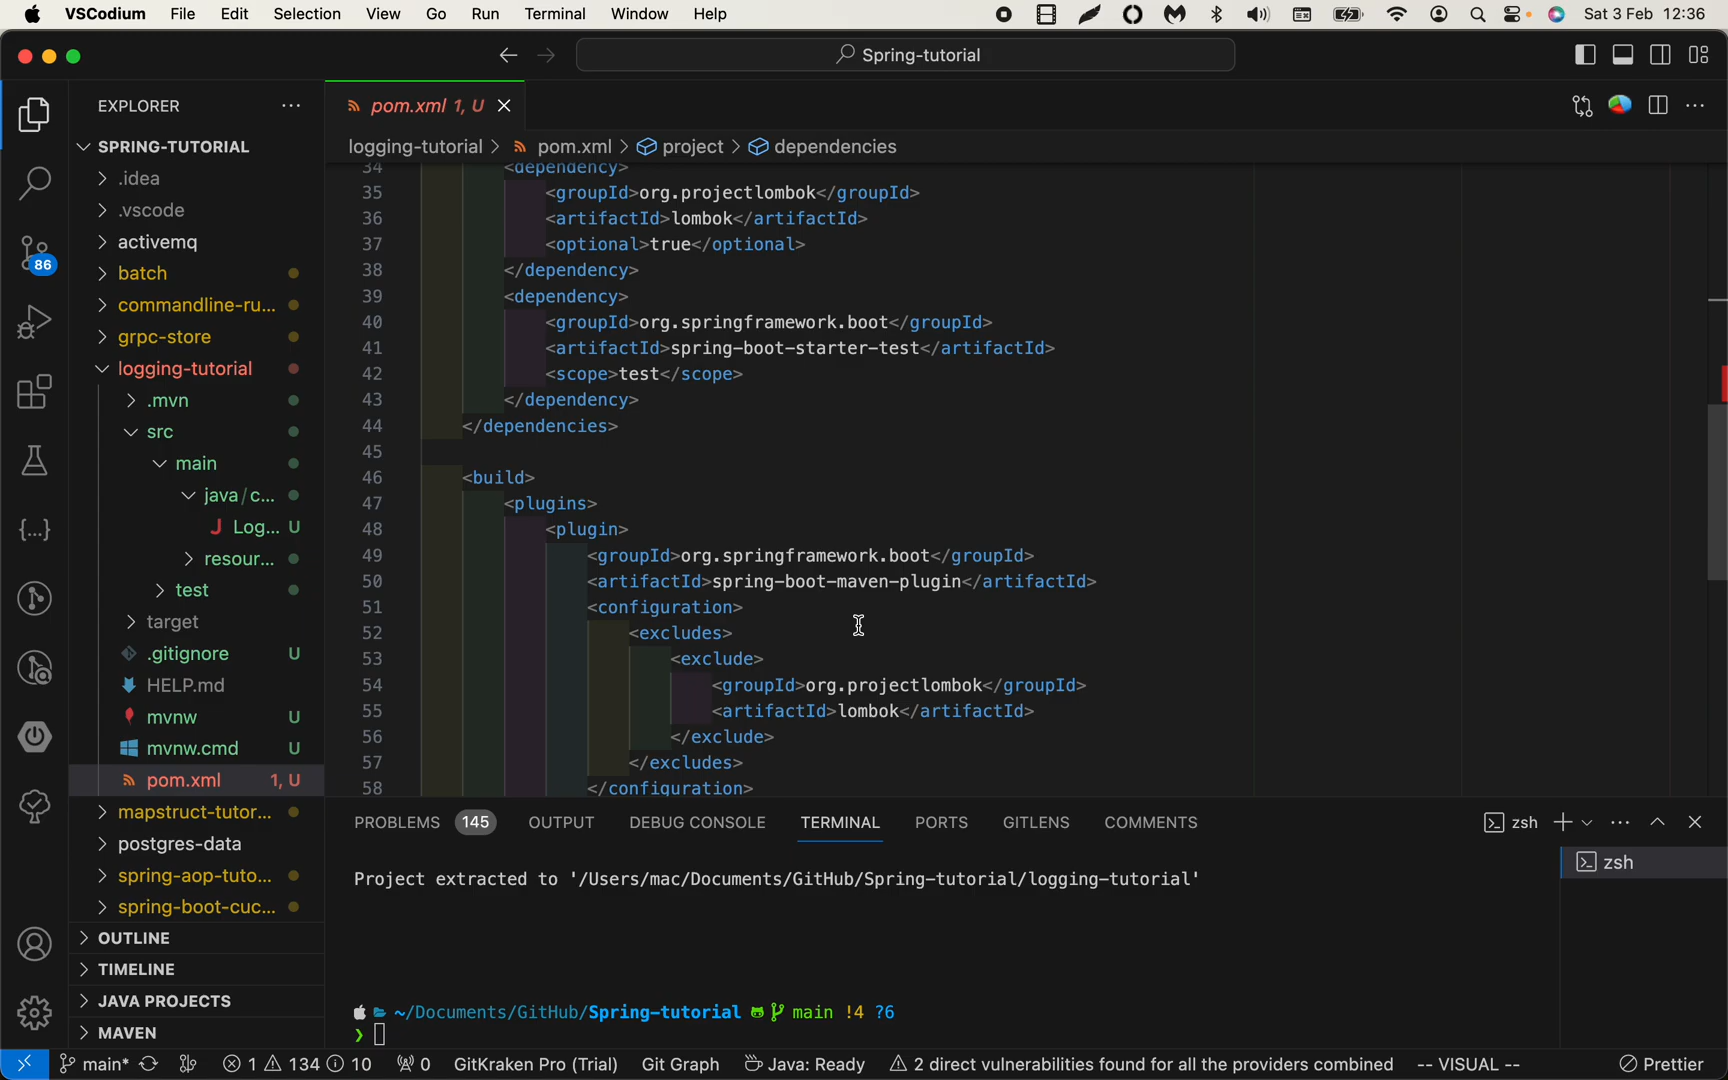 VSCodium File Edit Selection View Go Run Terminal Window Help Sat 3 Feb 12:36
Spring-tutorial
EXPLORER
pom.xml 1, U
logging-tutorial > pom.xml > project > dependencies
SPRING-TUTORIAL
.idea
.vscode
activemq
batch
commandline-ru...
grpc-store
logging-tutorial
.mvn
src
main
java/c...
Log... U
resour...
test
target
.gitignore U
HELP.md
mvnw U
mvnw.cmd U
pom.xml 1, U
mapstruct-tutor...
postgres-data
spring-aop-tuto...
spring-boot-cuc...
OUTLINE
TIMELINE
JAVA PROJECTS
MAVEN
86
34 <dependency>
35 <groupId>org.projectlombok</groupId>
36 <artifactId>lombok</artifactId>
37 <optional>true</optional>
38 </dependency>
39 <dependency>
40 <groupId>org.springframework.boot</groupId>
41 <artifactId>spring-boot-starter-test</artifactId>
42 <scope>test</scope>
43 </dependency>
44 </dependencies>
45
46 <build>
47 <plugins>
48 <plugin>
49 <groupId>org.springframework.boot</groupId>
50 <artifactId>spring-boot-maven-plugin</artifactId>
51 <configuration>
52 <excludes>
53 <exclude>
54 <groupId>org.projectlombok</groupId>
55 <artifactId>lombok</artifactId>
56 </exclude>
57 </excludes>
58 </configuration>
PROBLEMS 145 OUTPUT DEBUG CONSOLE TERMINAL PORTS GITLENS COMMENTS zsh
zsh
Project extracted to '/Users/mac/Documents/GitHub/Spring-tutorial/logging-tutorial'
~/Documents/GitHub/Spring-tutorial main !4 ?6
❯
main* 1 134 10 0 GitKraken Pro (Trial) Git Graph Java: Ready 2 direct vulnerabilities found for all the providers combined -- VISUAL -- Prettier